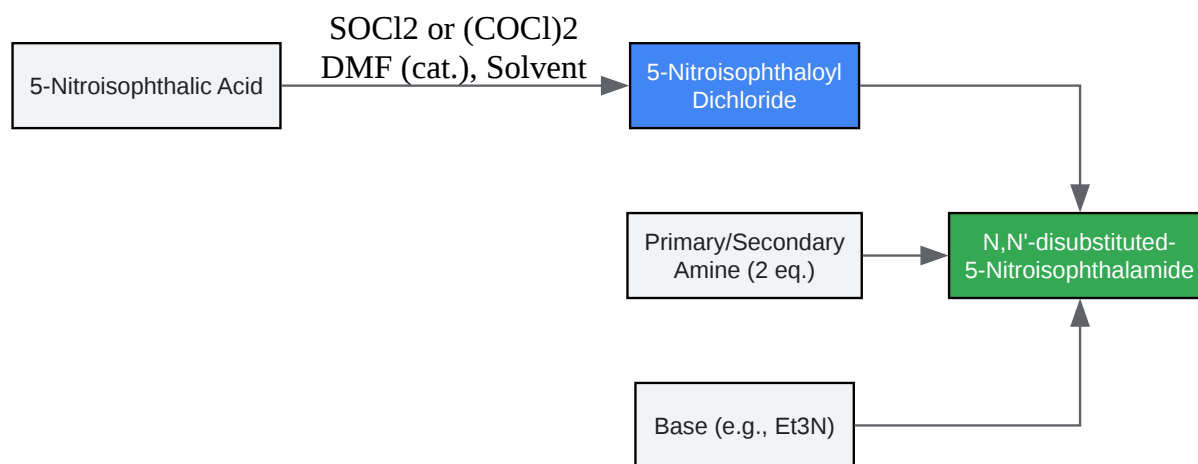 SOCl2 or (COCl)2
DMF (cat.), Solvent
5-Nitroisophthalic Acid
5-Nitroisophthaloyl
Dichloride
Primary/Secondary
Amine (2 eq.)
N,N'-disubstituted-
5-Nitroisophthalamide
Base (e.g., Et3N)